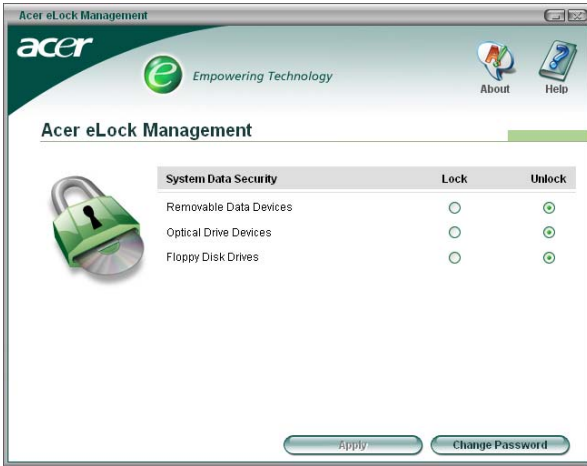 Acer eLock Management
acer
e Empowering Technology
About Help
Acer eLock Management
System Data Security Lock Unlock
Removable Data Devices
Optical Drive Devices
Floppy Disk Drives
Apply Change Password